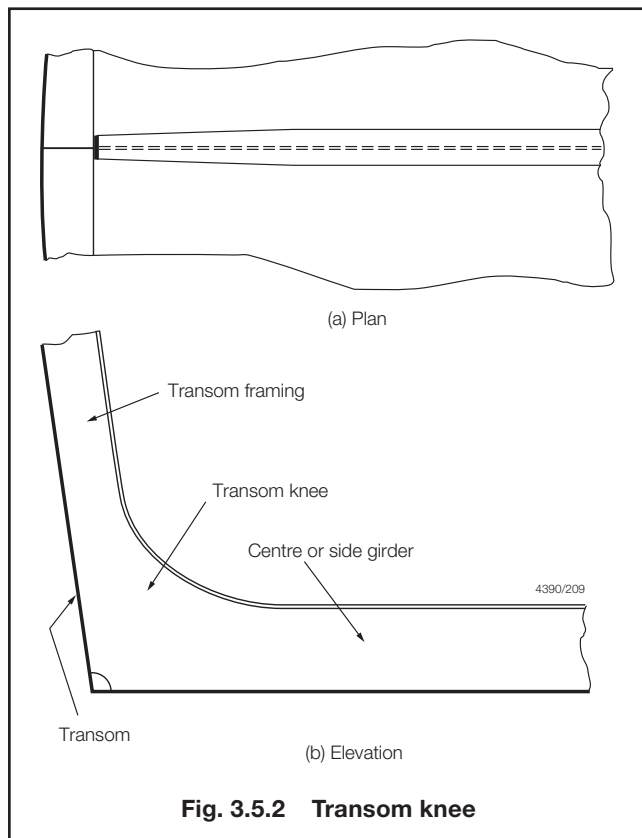 (a) Plan
Transom framing
Transom knee
Centre or side girder
4390/209
Transom
(b) Elevation
Fig. 3.5.2 Transom knee